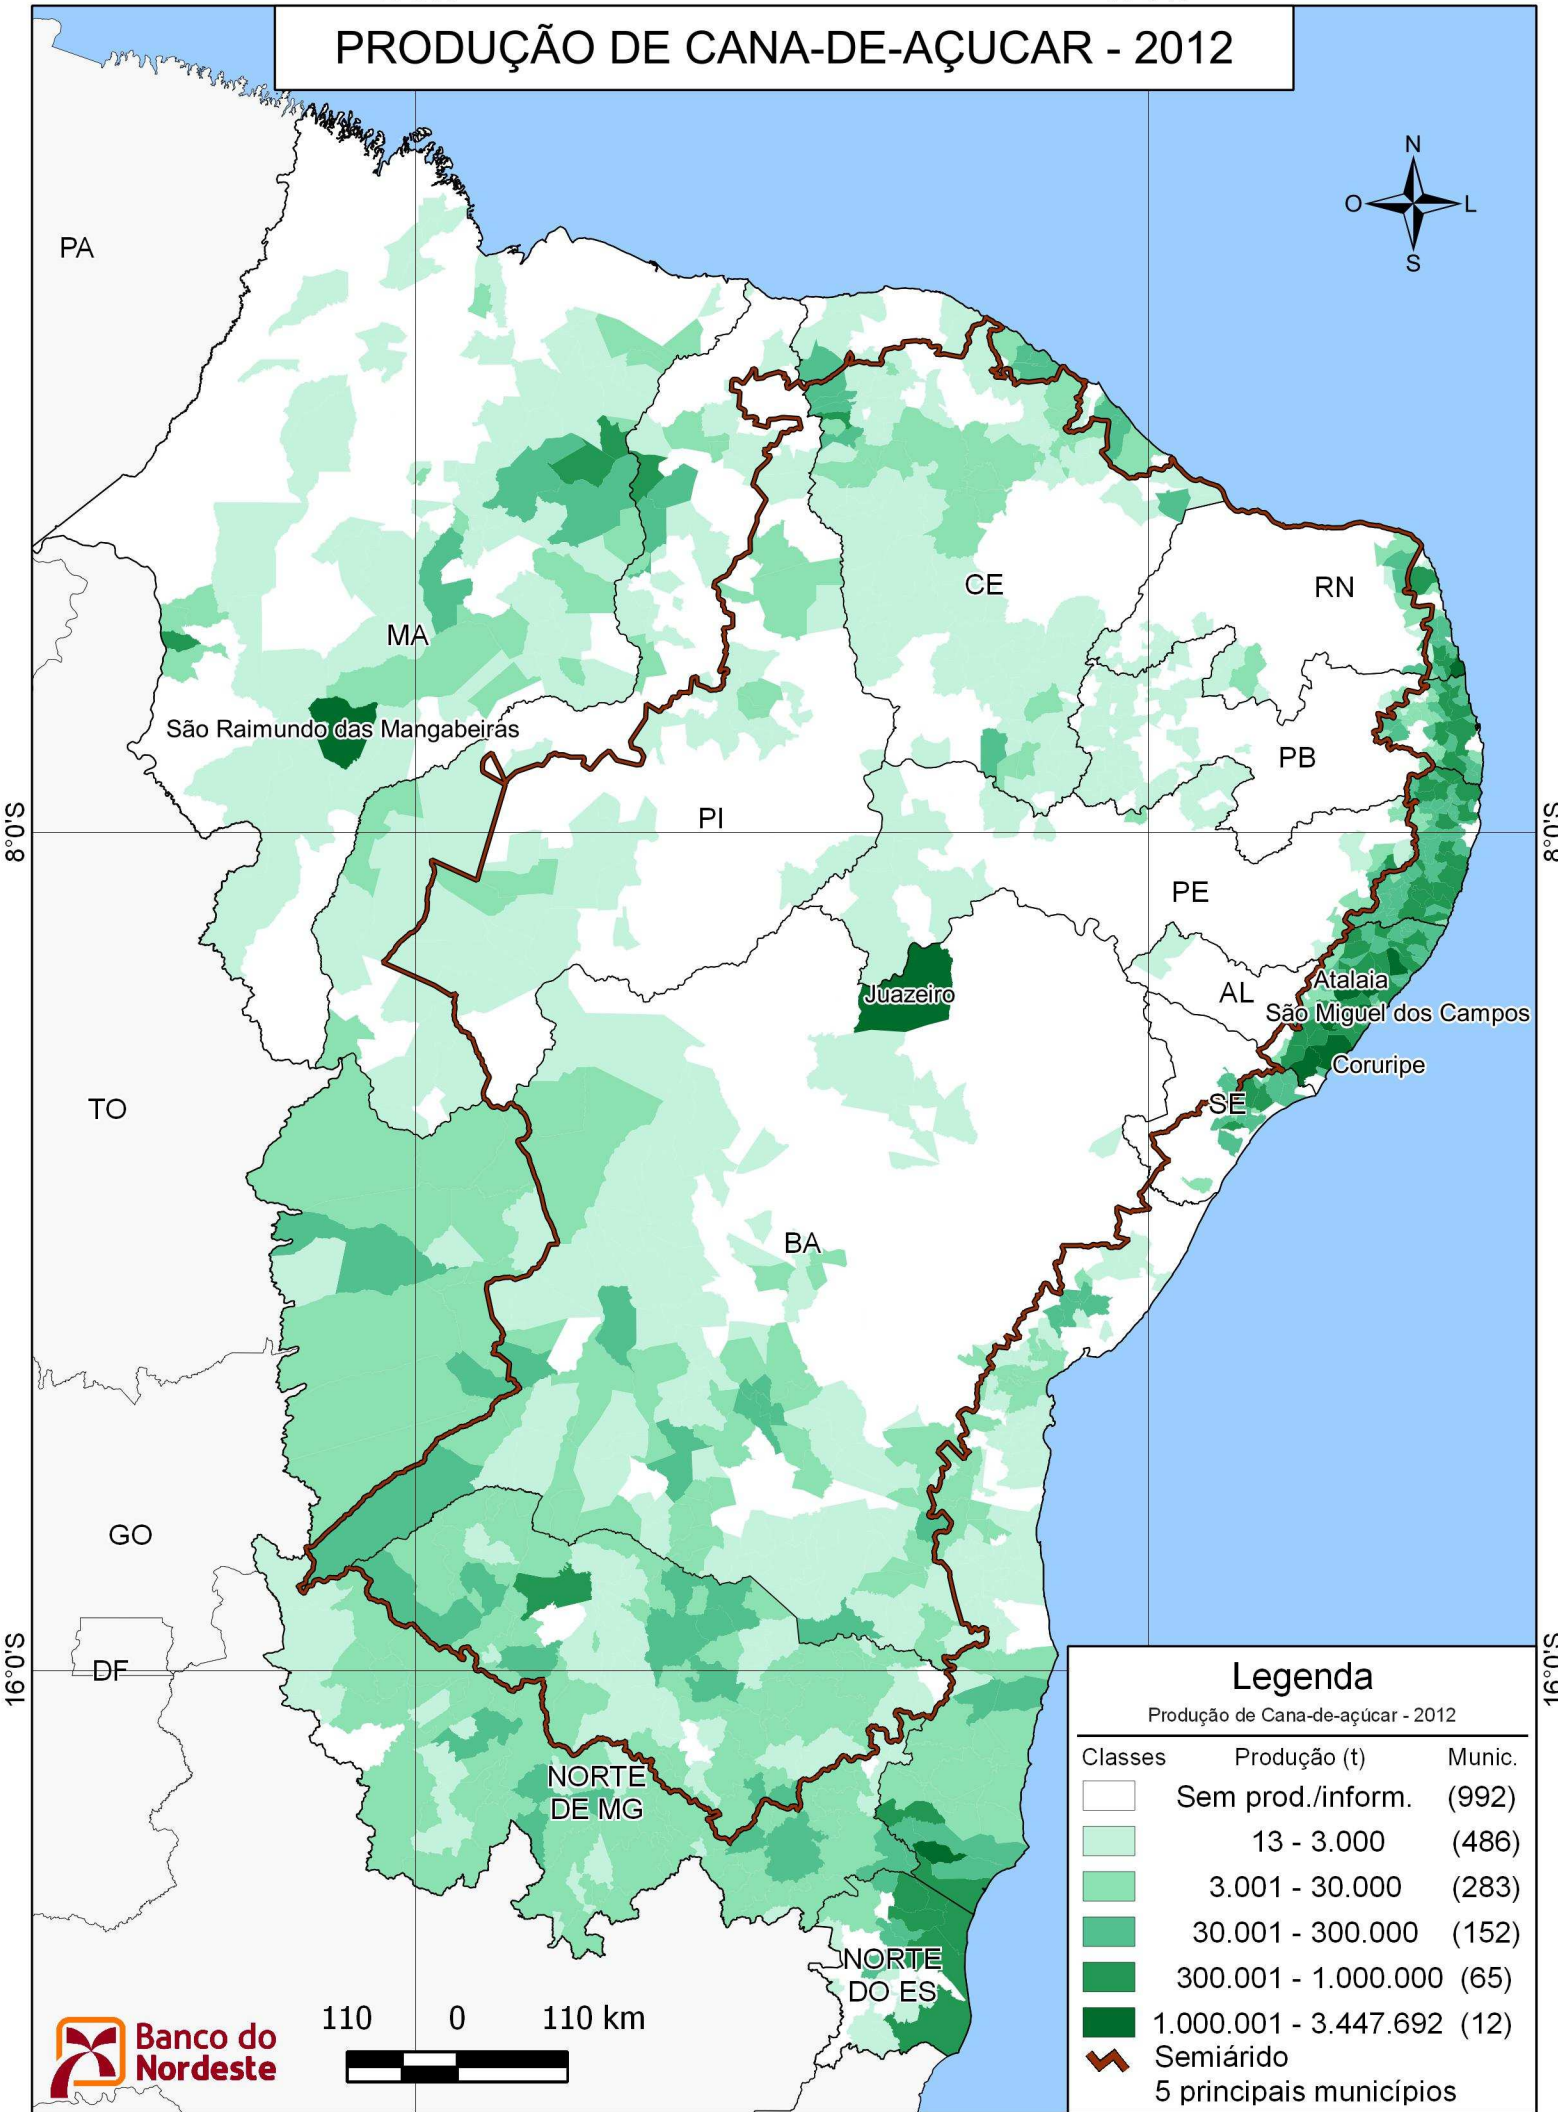 PRODUÇÃO DE CANA-DE-AÇUCAR - 2012
N
O L
S
PA
CE
RN
MA
São Raimundo das Mangabeiras
PB
PI
8°0'S
8°0'S
PE
Juazeiro
AL
Atalaia
São Miguel dos Campos
Coruripe
SE
TO
BA
GO
DF
16°0'S
16°0'S
NORTE
DE MG
NORTE
DO ES
Legenda
Produção de Cana-de-açúcar - 2012
Classes Produção (t) Munic.
Sem prod./inform. (992)
13 - 3.000 (486)
3.001 - 30.000 (283)
30.001 - 300.000 (152)
300.001 - 1.000.000 (65)
1.000.001 - 3.447.692 (12)
Semiárido
5 principais municípios
110 0 110 km
Banco do
Nordeste